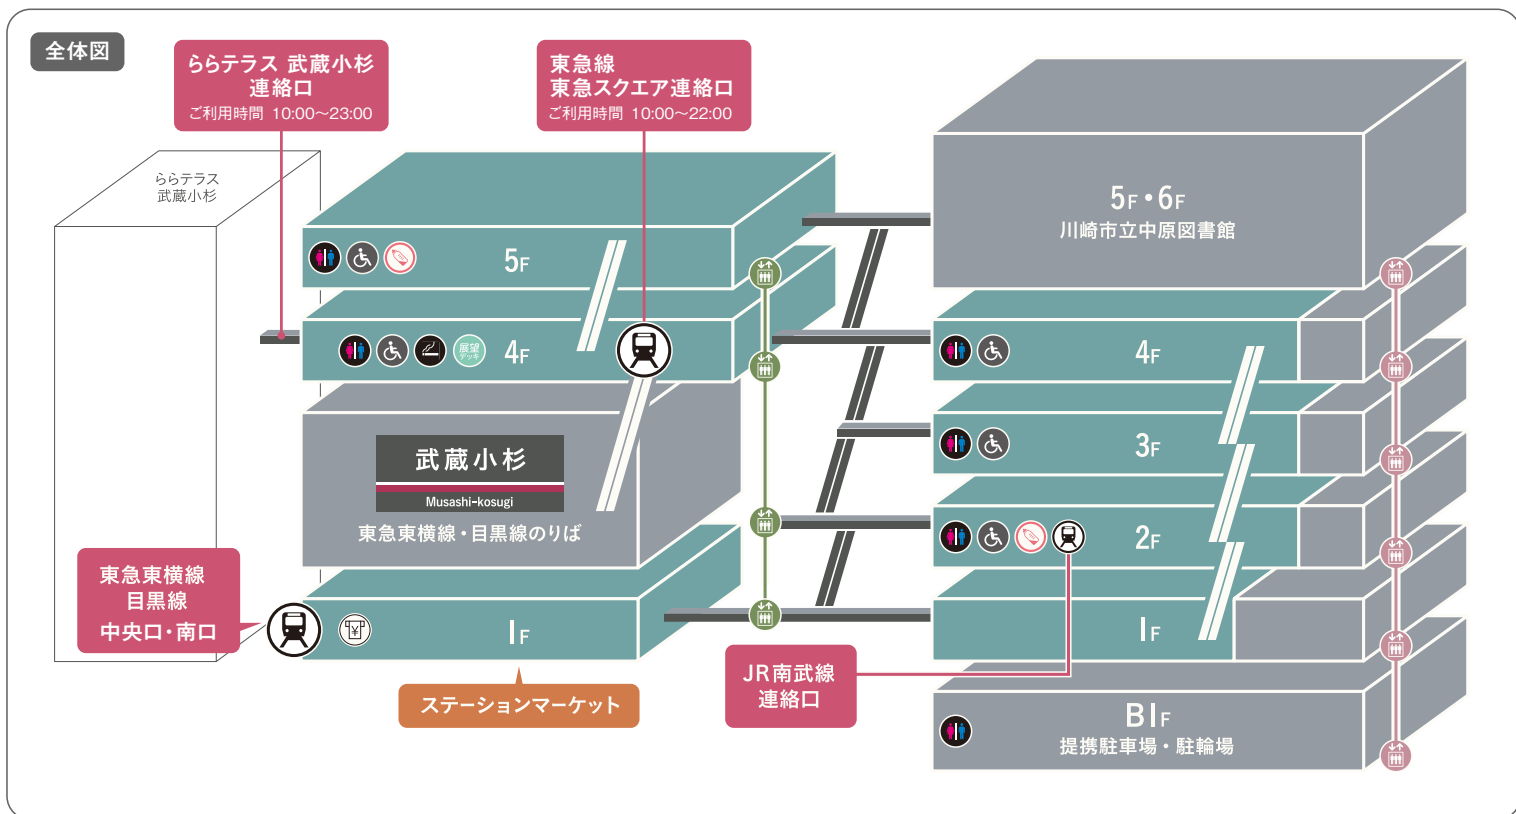 全体図
ららテラス 武蔵小杉
連絡口
ご利用時間 10:00〜23:00
東急線
東急スクエア連絡口
ご利用時間 10:00〜22:00
ららテラス
武蔵小杉
5F
4F
展望
デッキ
武蔵小杉
Musashi-kosugi
東急東横線・目黒線のりば
東急東横線
目黒線
中央口・南口
1F
¥
ステーションマーケット
5F・6F
川崎市立中原図書館
4F
3F
2F
1F
JR南武線
連絡口
B1F
提携駐車場・駐輪場